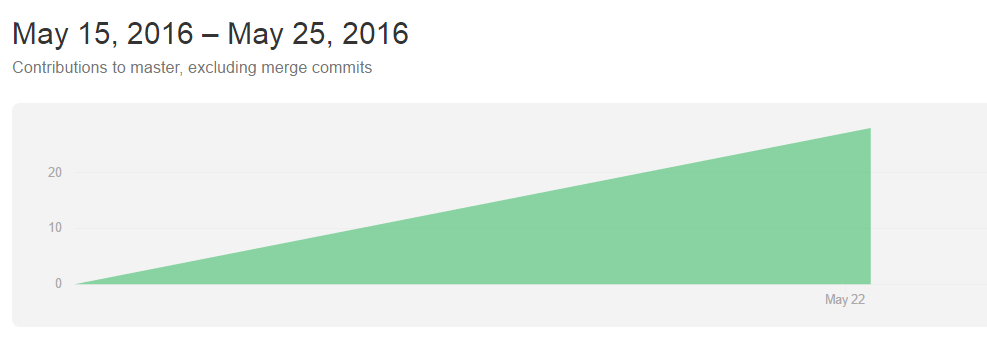 May 15, 2016 – May 25, 2016
Contributions to master, excluding merge commits
20
10
0
May 22